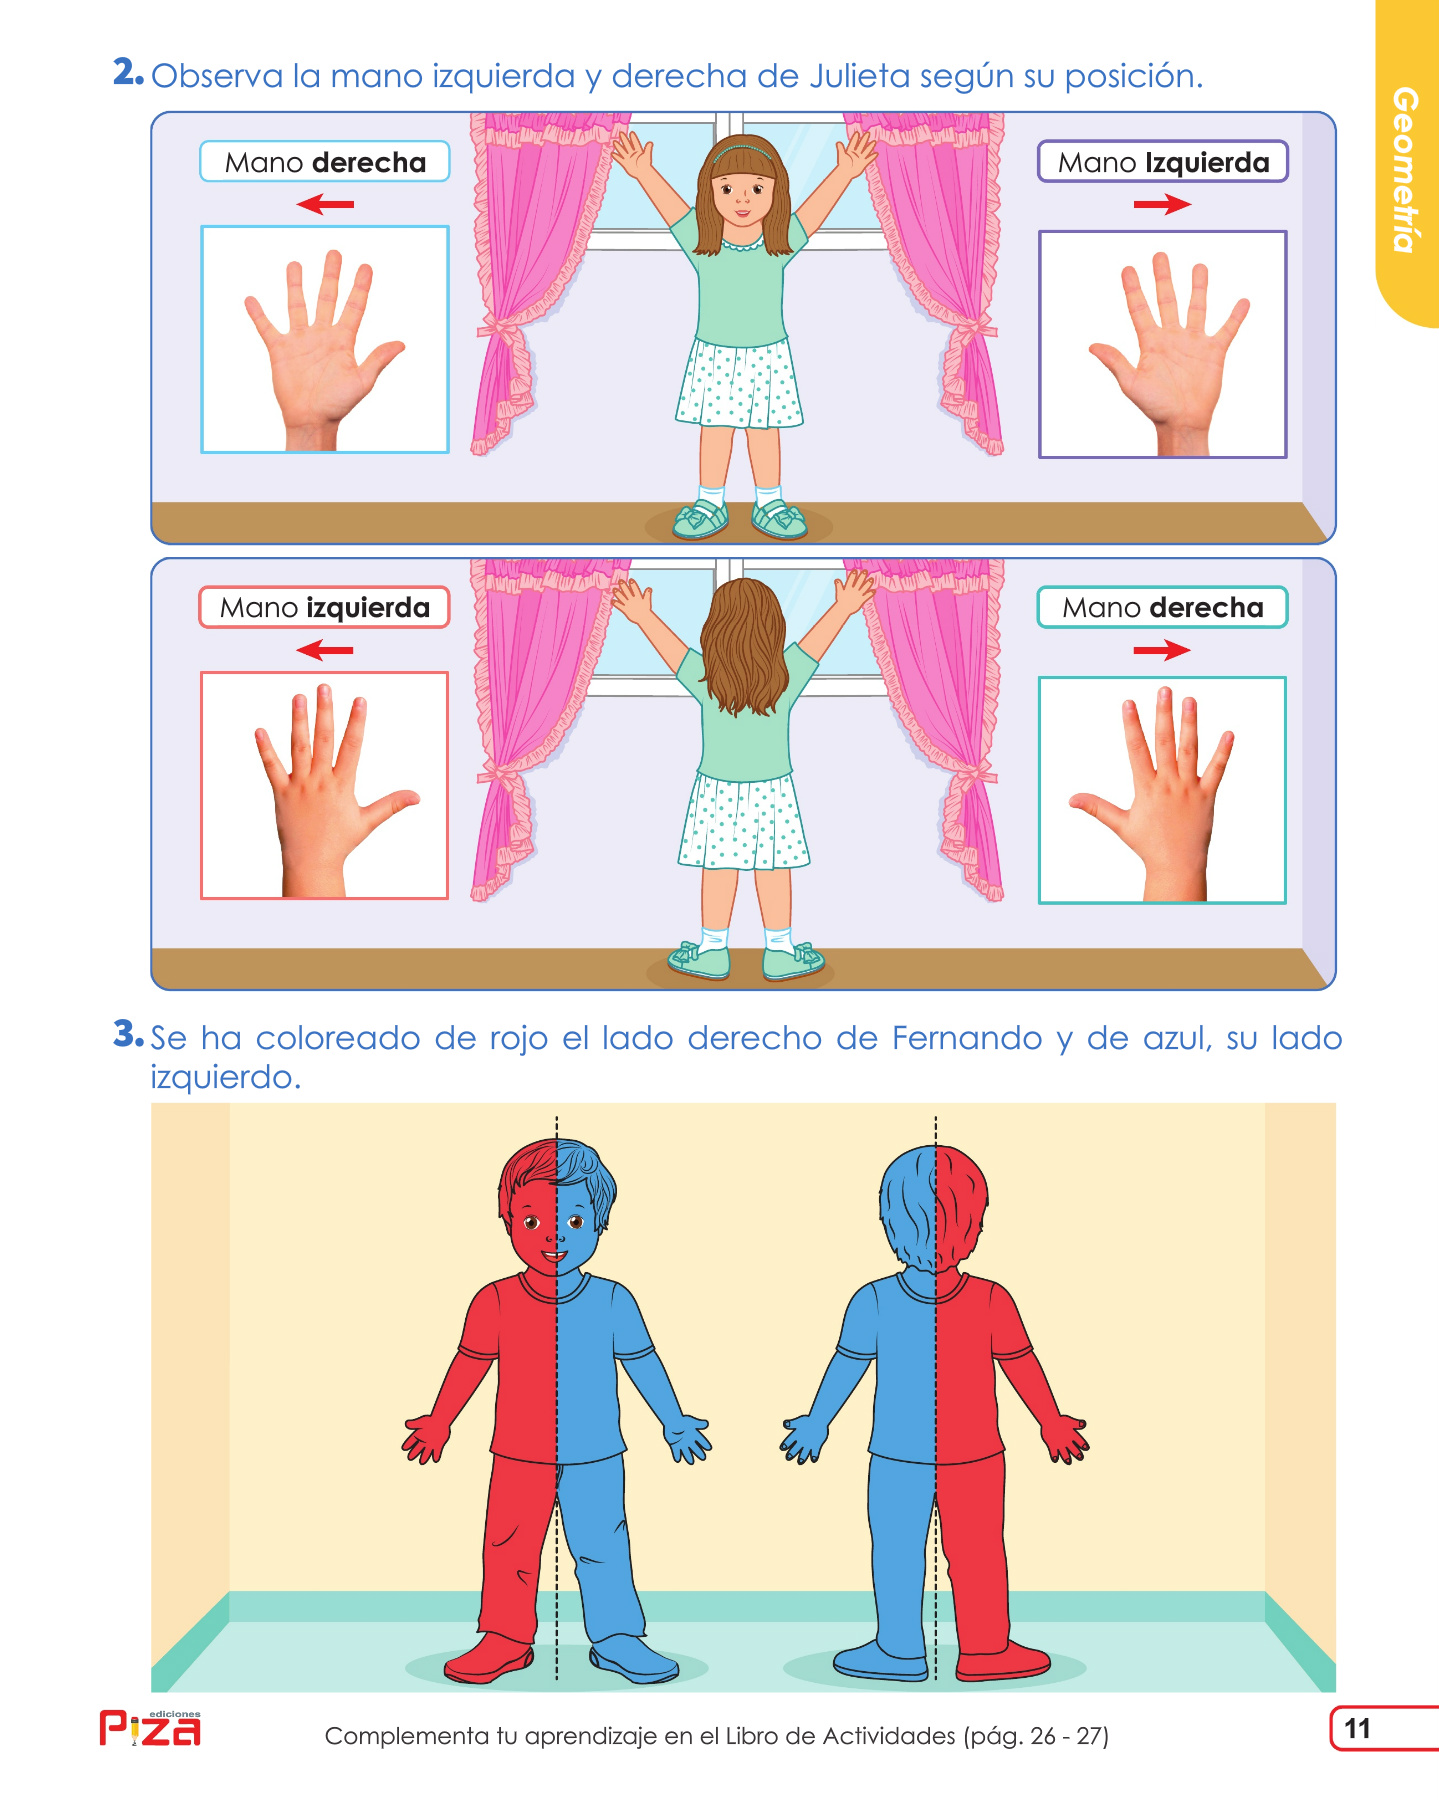 2. Observa la mano izquierda y derecha de Julieta según su posición.
Geometría
Mano derecha
Mano Izquierda
Mano izquierda
Mano derecha
3. Se ha coloreado de rojo el lado derecho de Fernando y de azul, su lado
izquierdo.
ediciones
Piza
Complementa tu aprendizaje en el Libro de Actividades (pág. 26 - 27)
11